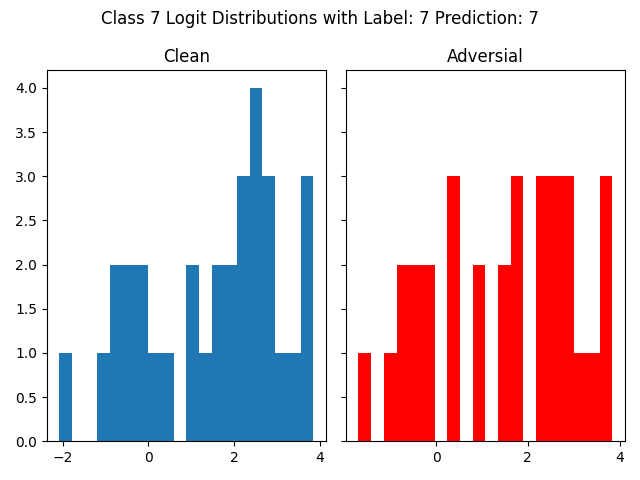 Class 7 Logit Distributions with Label: 7 Prediction: 7
Clean
Adversial
4.0
3.5
3.0
2.5
2.0
1.5
1.0
0.5
0.0
−2 0 2 4
0 2 4